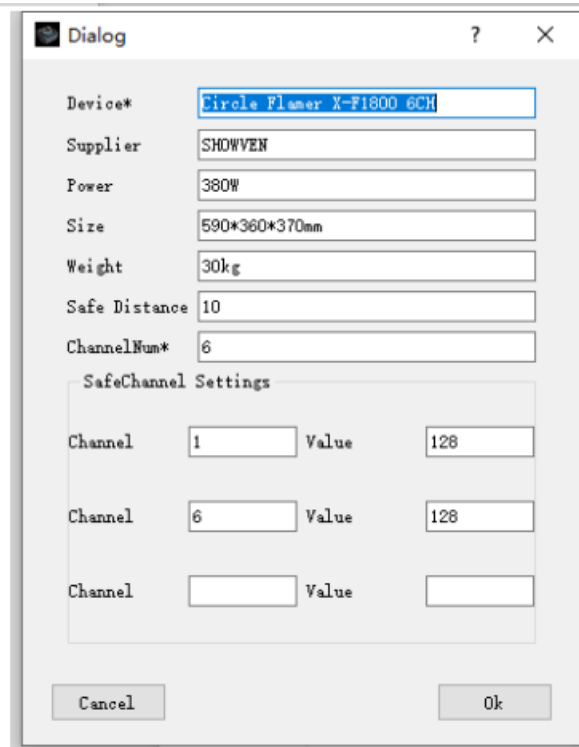 Dialog ? ×
Device* Circle Flamer X-F1800 6CH
Supplier SHOWVEN
Power 380W
Size 590*360*370mm
Weight 30kg
Safe Distance 10
ChannelNum* 6
SafeChannel Settings
Channel 1 Value 128
Channel 6 Value 128
Channel Value
Cancel Ok